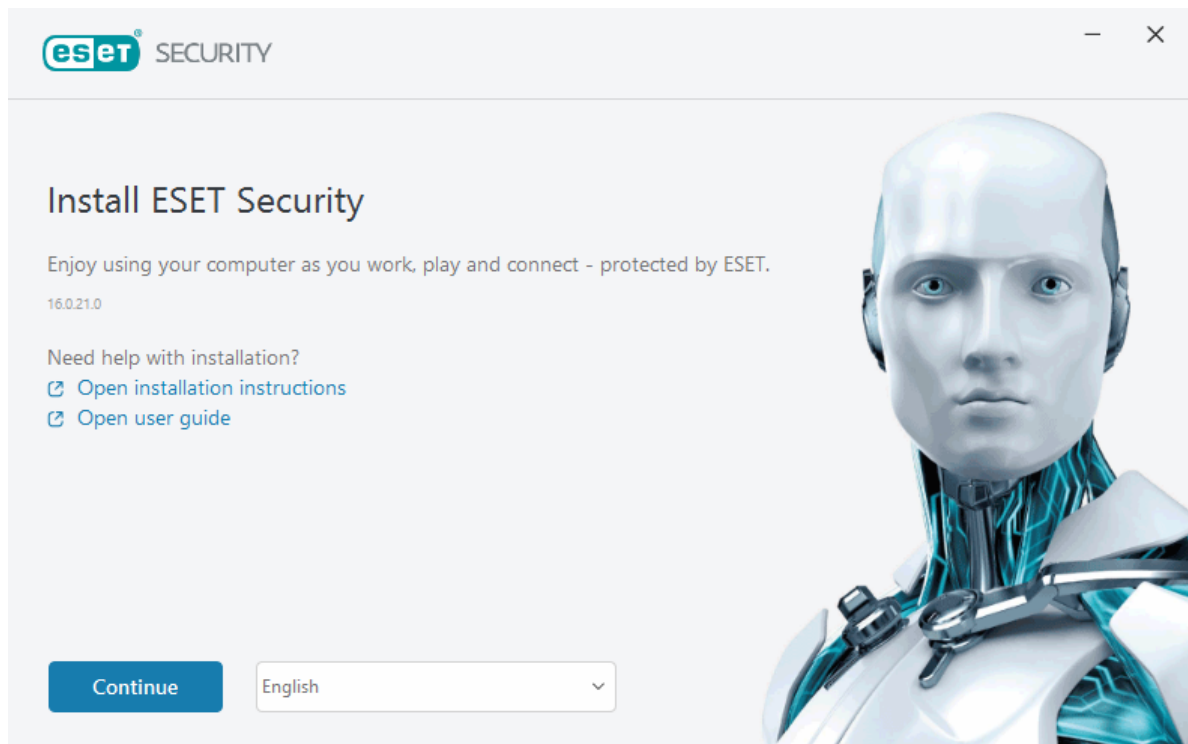 eset® SECURITY
Install ESET Security
Enjoy using your computer as you work, play and connect - protected by ESET.
16.0.21.0
Need help with installation?
Open installation instructions
Open user guide
Continue
English